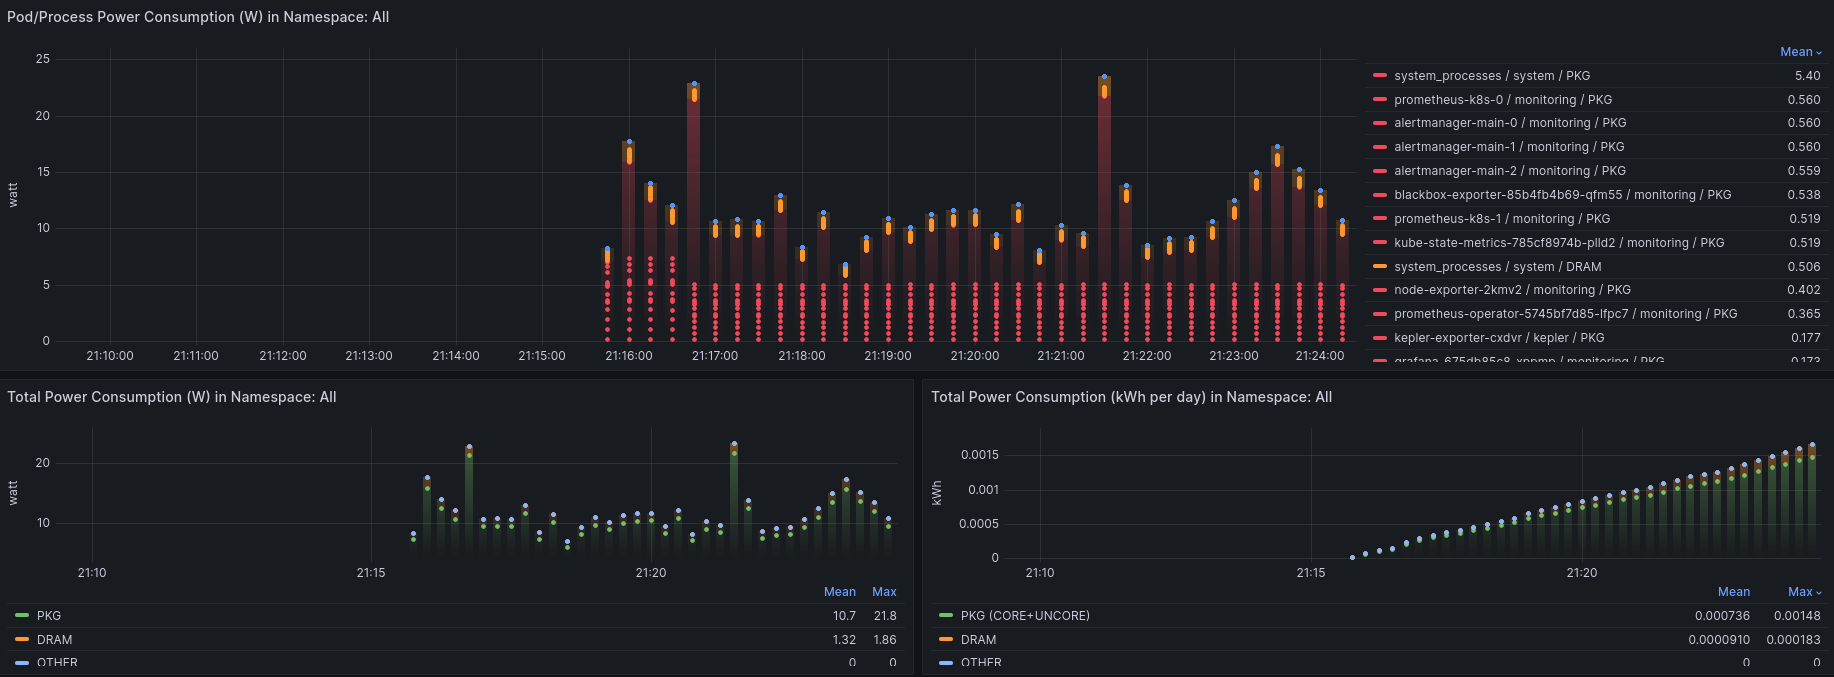 Pod/Process Power Consumption (W) in Namespace: All
watt
25
20
15
10
5
0
21:10:00 21:11:00 21:12:00 21:13:00 21:14:00 21:15:00 21:16:00 21:17:00 21:18:00 21:19:00 21:20:00 21:21:00 21:22:00 21:23:00 21:24:00
Mean
system_processes / system / PKG 5.40
prometheus-k8s-0 / monitoring / PKG 0.560
alertmanager-main-0 / monitoring / PKG 0.560
alertmanager-main-1 / monitoring / PKG 0.560
alertmanager-main-2 / monitoring / PKG 0.559
blackbox-exporter-85b4fb4b69-qfm55 / monitoring / PKG 0.538
prometheus-k8s-1 / monitoring / PKG 0.519
kube-state-metrics-785cf8974b-plld2 / monitoring / PKG 0.519
system_processes / system / DRAM 0.506
node-exporter-2kmv2 / monitoring / PKG 0.402
prometheus-operator-5745bf7d85-lfpc7 / monitoring / PKG 0.365
kepler-exporter-cxdvr / kepler / PKG 0.177
/ monitoring / PKG 0.173
Total Power Consumption (W) in Namespace: All
watt
20
10
21:10 21:15 21:20
Mean Max
PKG 10.7 21.8
DRAM 1.32 1.86
OTHER 0 0
Total Power Consumption (kWh per day) in Namespace: All
kWh
0.0015
0.001
0.0005
0
21:10 21:15 21:20
Mean Max
PKG (CORE+UNCORE) 0.000736 0.00148
DRAM 0.0000910 0.000183
OTHER 0 0